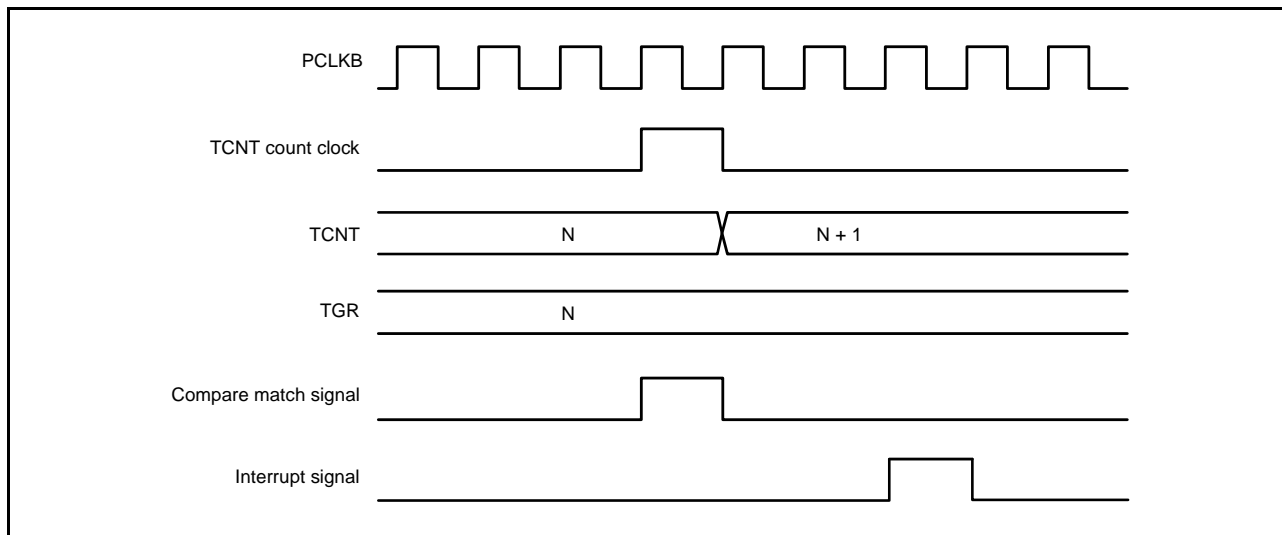 PCLKB
TCNT count clock
TCNT
N
N + 1
TGR
N
Compare match signal
Interrupt signal